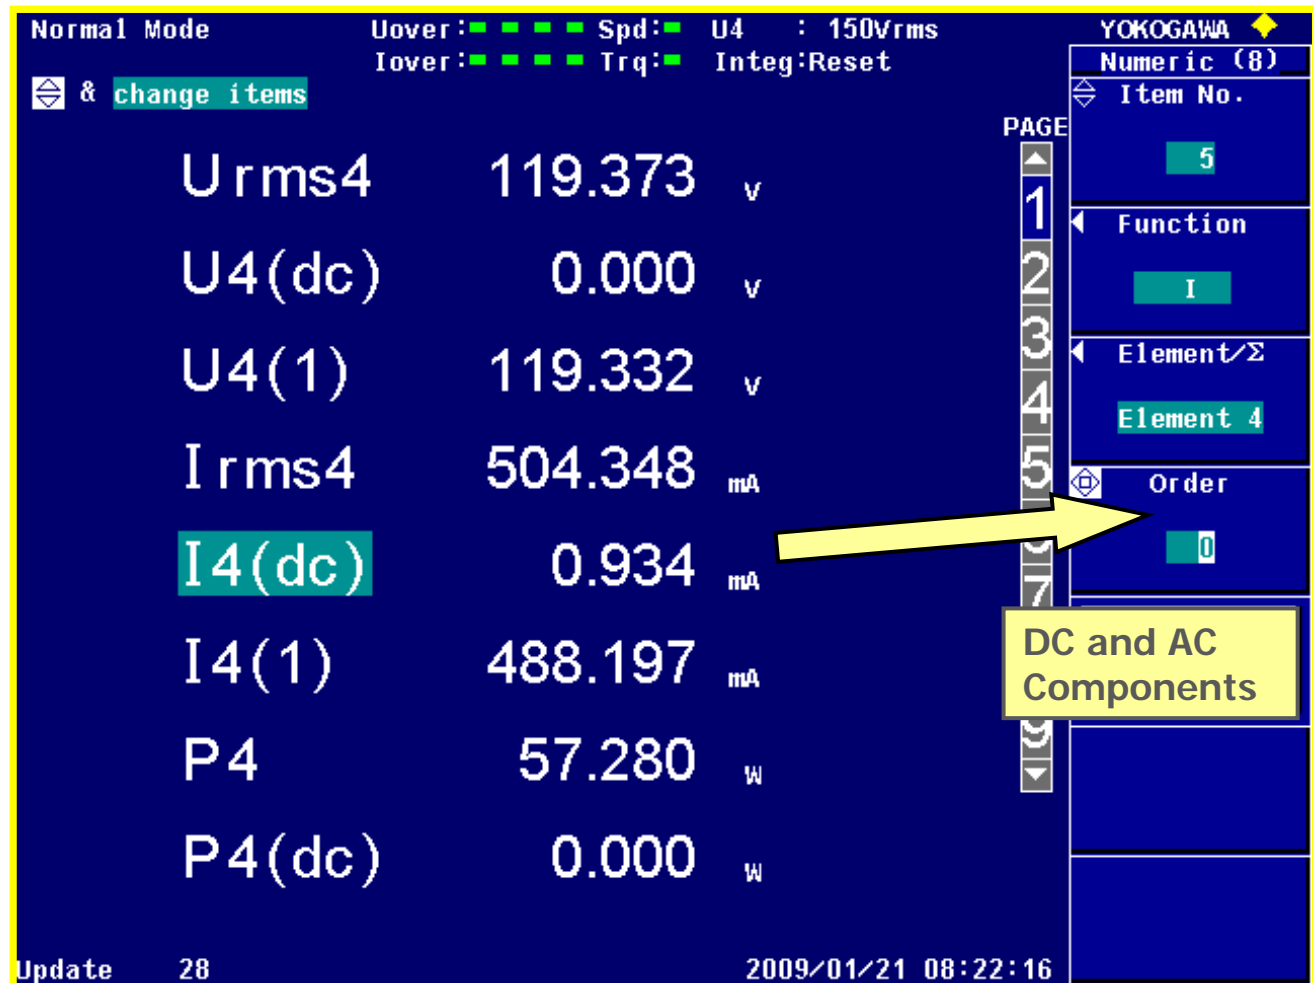 Normal Mode Uover: Spd: U4 : 150Vrms YOKOGAWA
Iover: Trq: Integ:Reset Numeric (8)
& change items
Item No.
5
Function
I
Element/Σ
Element 4
Order
0
PAGE
1
2
3
4
5
7
9
Urms4 119.373 V
U4(dc) 0.000 V
U4(1) 119.332 V
Irms4 504.348 mA
I4(dc) 0.934 mA
I4(1) 488.197 mA
P4 57.280 W
P4(dc) 0.000 W
DC and AC
Components
Update 28 2009/01/21 08:22:16